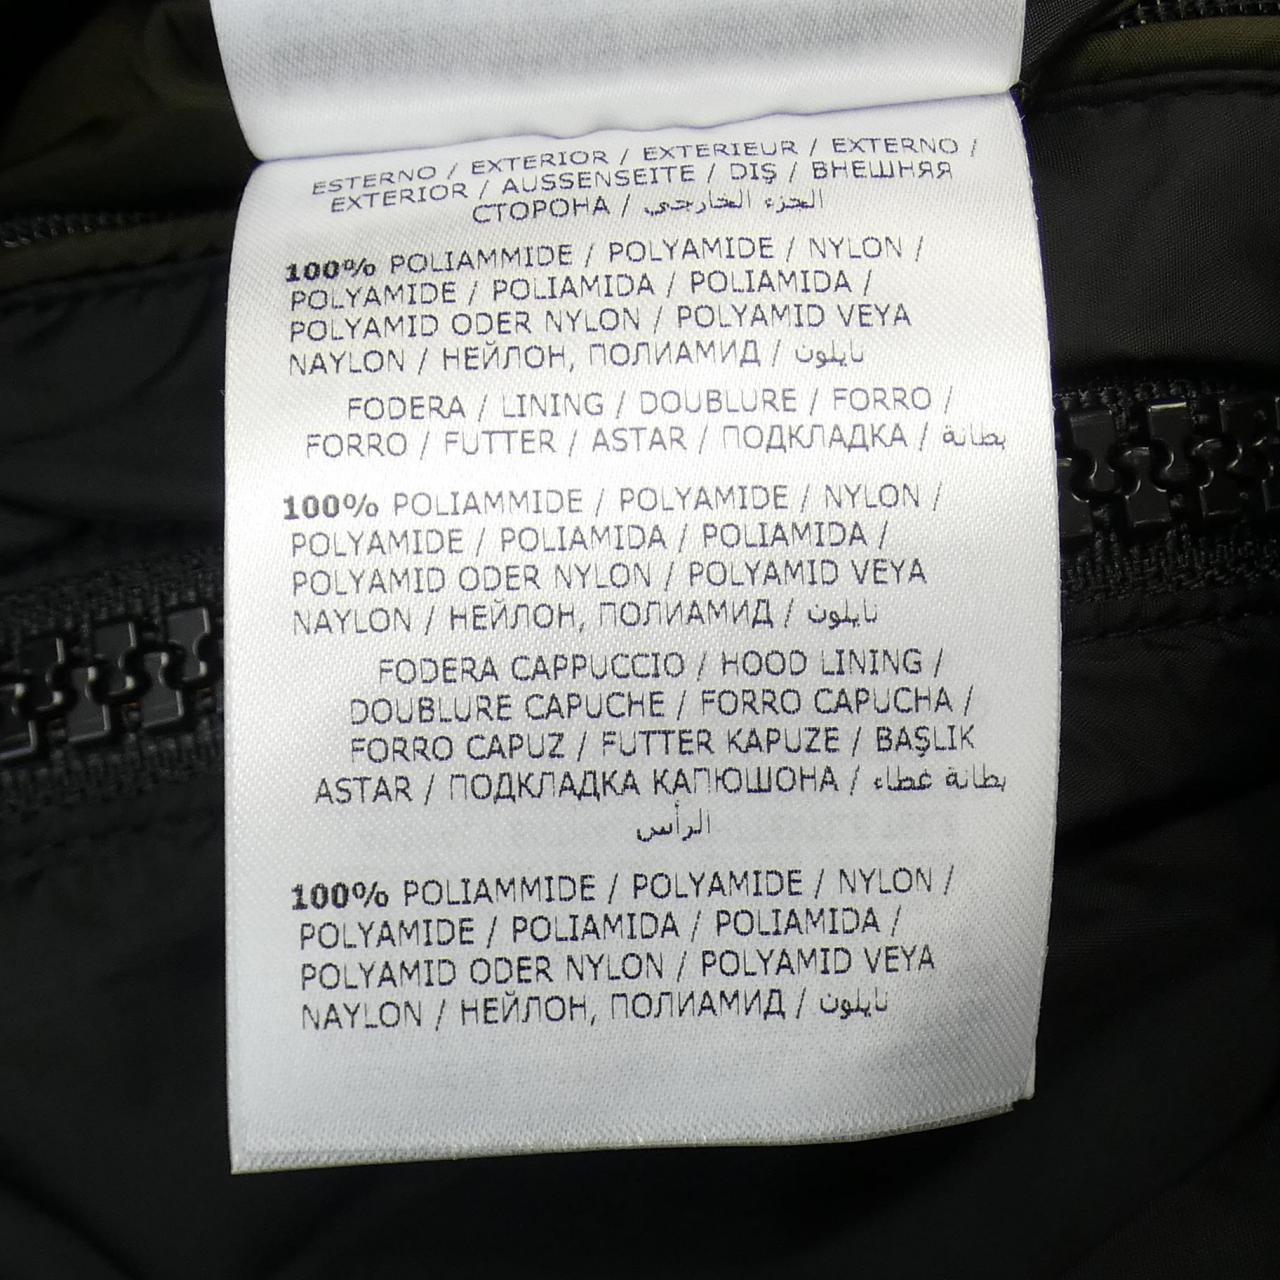 ESTERNO / EXTERIOR / EXTERIEUR / EXTERNO /
EXTERIOR / AUSSENSEITE / DIŞ / ВНЕШНЯЯ
СТОРОНА / الجزء الخارجي
100% POLIAMMIDE / POLYAMIDE / NYLON /
POLYAMIDE / POLIAMIDA / POLIAMIDA /
POLYAMID ODER NYLON / POLYAMID VEYA
NAYLON / НЕЙЛОН, ПОЛИАМИД / نايلون
FODERA / LINING / DOUBLURE / FORRO /
FORRO / FUTTER / ASTAR / ПОДКЛАДКА / بطانة
100% POLIAMMIDE / POLYAMIDE / NYLON /
POLYAMIDE / POLIAMIDA / POLIAMIDA /
POLYAMID ODER NYLON / POLYAMID VEYA
NAYLON / НЕЙЛОН, ПОЛИАМИД / نايلون
FODERA CAPPUCCIO / HOOD LINING /
DOUBLURE CAPUCHE / FORRO CAPUCHA /
FORRO CAPUZ / FUTTER KAPUZE / BAŞLIK
ASTAR / ПОДКЛАДКА КАПЮШОНА / بطانة غطاء
الرأس
100% POLIAMMIDE / POLYAMIDE / NYLON /
POLYAMIDE / POLIAMIDA / POLIAMIDA /
POLYAMID ODER NYLON / POLYAMID VEYA
NAYLON / НЕЙЛОН, ПОЛИАМИД / نايلون